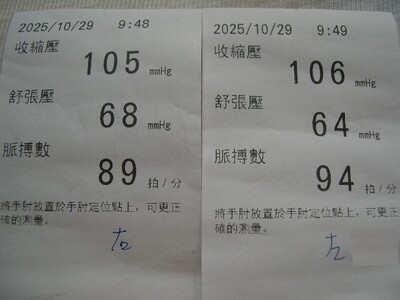 2025/10/29 9:48
收縮壓
105 mmHg
舒張壓
68 mmHg
脈搏數
89 拍/分
將手肘放置於手肘定位點上,可更正
確的測量。
右
2025/10/29 9:49
收縮壓
106 mmHg
舒張壓
64 mmHg
脈搏數
94 拍/分
將手肘放置於手肘定位點上,可更正
確的測量。
左